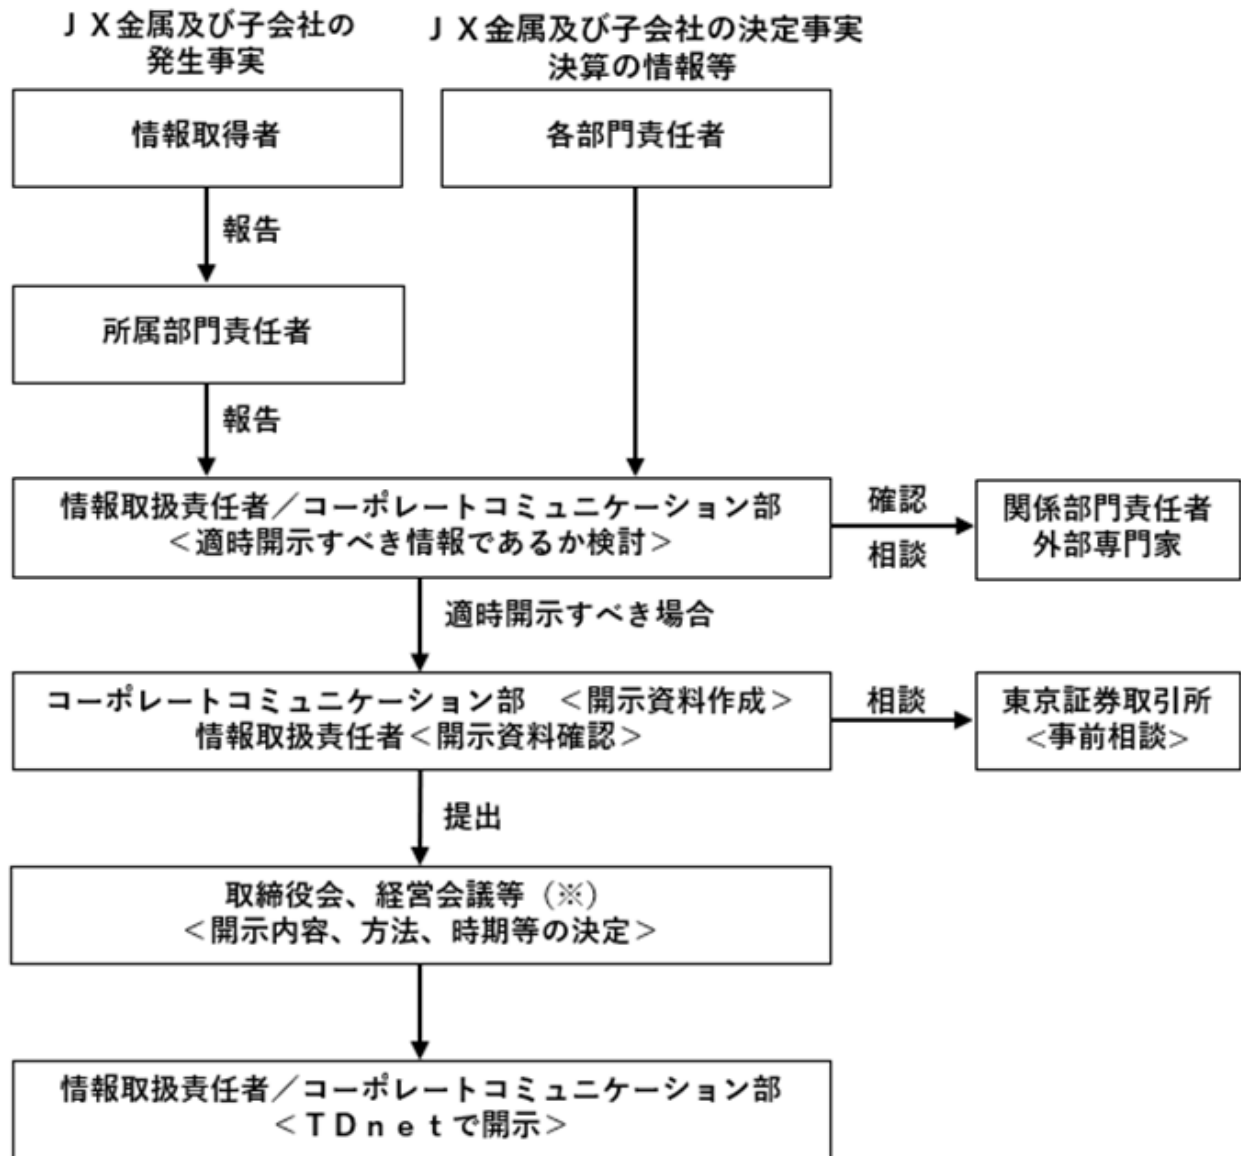 ＪＸ金属及び子会社の
発生事実
ＪＸ金属及び子会社の決定事実
決算の情報等
情報取得者
各部門責任者
報告
所属部門責任者
報告
情報取扱責任者／コーポレートコミュニケーション部
＜適時開示すべき情報であるか検討＞
確認
相談
関係部門責任者
外部専門家
適時開示すべき場合
コーポレートコミュニケーション部　＜開示資料作成＞
情報取扱責任者＜開示資料確認＞
相談
東京証券取引所
＜事前相談＞
提出
取締役会、経営会議等（※）
＜開示内容、方法、時期等の決定＞
情報取扱責任者／コーポレートコミュニケーション部
＜ＴＤｎｅｔで開示＞